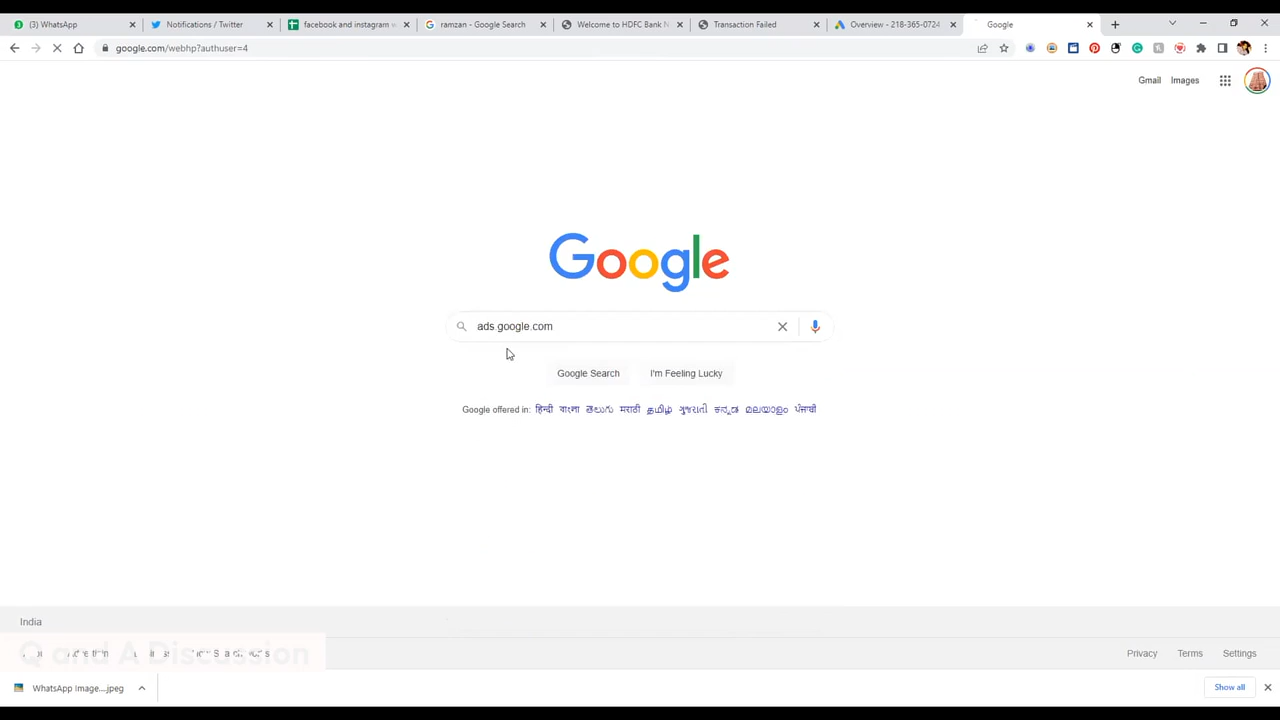 (3) WhatsApp
Notifications / Twitter
facebook and instagram w
ramzan - Google Search
Welcome to HDFC Bank N
Transaction Failed
Overview - 218-365-0724
Google
google.com/webhp?authuser=4
Gmail Images
Google
ads google.com
Google Search I'm Feeling Lucky
Google offered in: हिन्दी বাংলা తెలుగు मराठी தமிழ் ગુજરાતી ಕನ್ನಡ മലയാളം ਪੰਜਾਬੀ
India
Q and A Discussion
Privacy Terms Settings
WhatsApp Image....jpeg
Show all